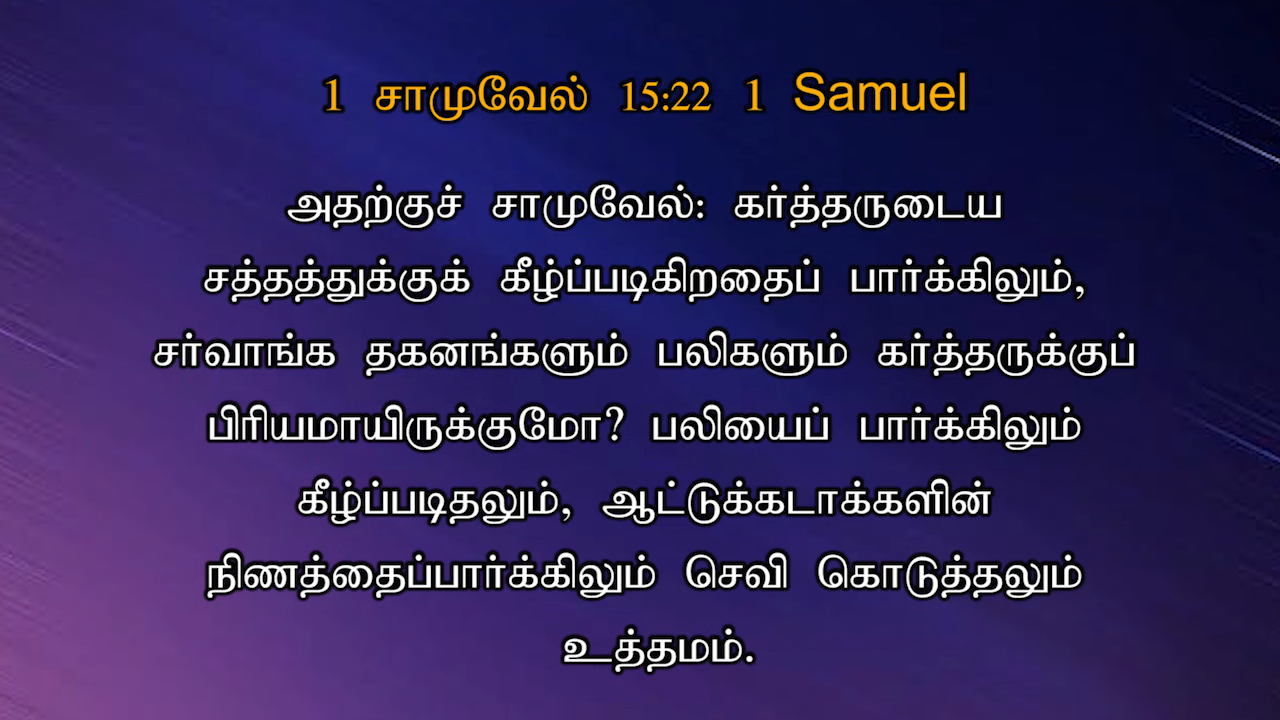 1 சாமுவேல் 15:22 1 Samuel
அதற்குச் சாமுவேல்: கர்த்தருடைய
சத்தத்துக்குக் கீழ்ப்படிகிறதைப் பார்க்கிலும்,
சர்வாங்க தகனங்களும் பலிகளும் கர்த்தருக்குப்
பிரியமாயிருக்குமோ? பலியைப் பார்க்கிலும்
கீழ்ப்படிதலும், ஆட்டுக்கடாக்களின்
நிணத்தைப்பார்க்கிலும் செவி கொடுத்தலும்
உத்தமம்.